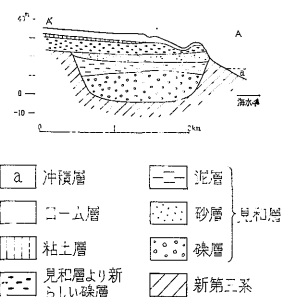 40m
A'
A
a
0
海水準
-10
0 1 2km
a 冲積層 泥層
ローム層 砂層 見和層
粘土層 礫層
見和層より新
らしい礫層 新第三系